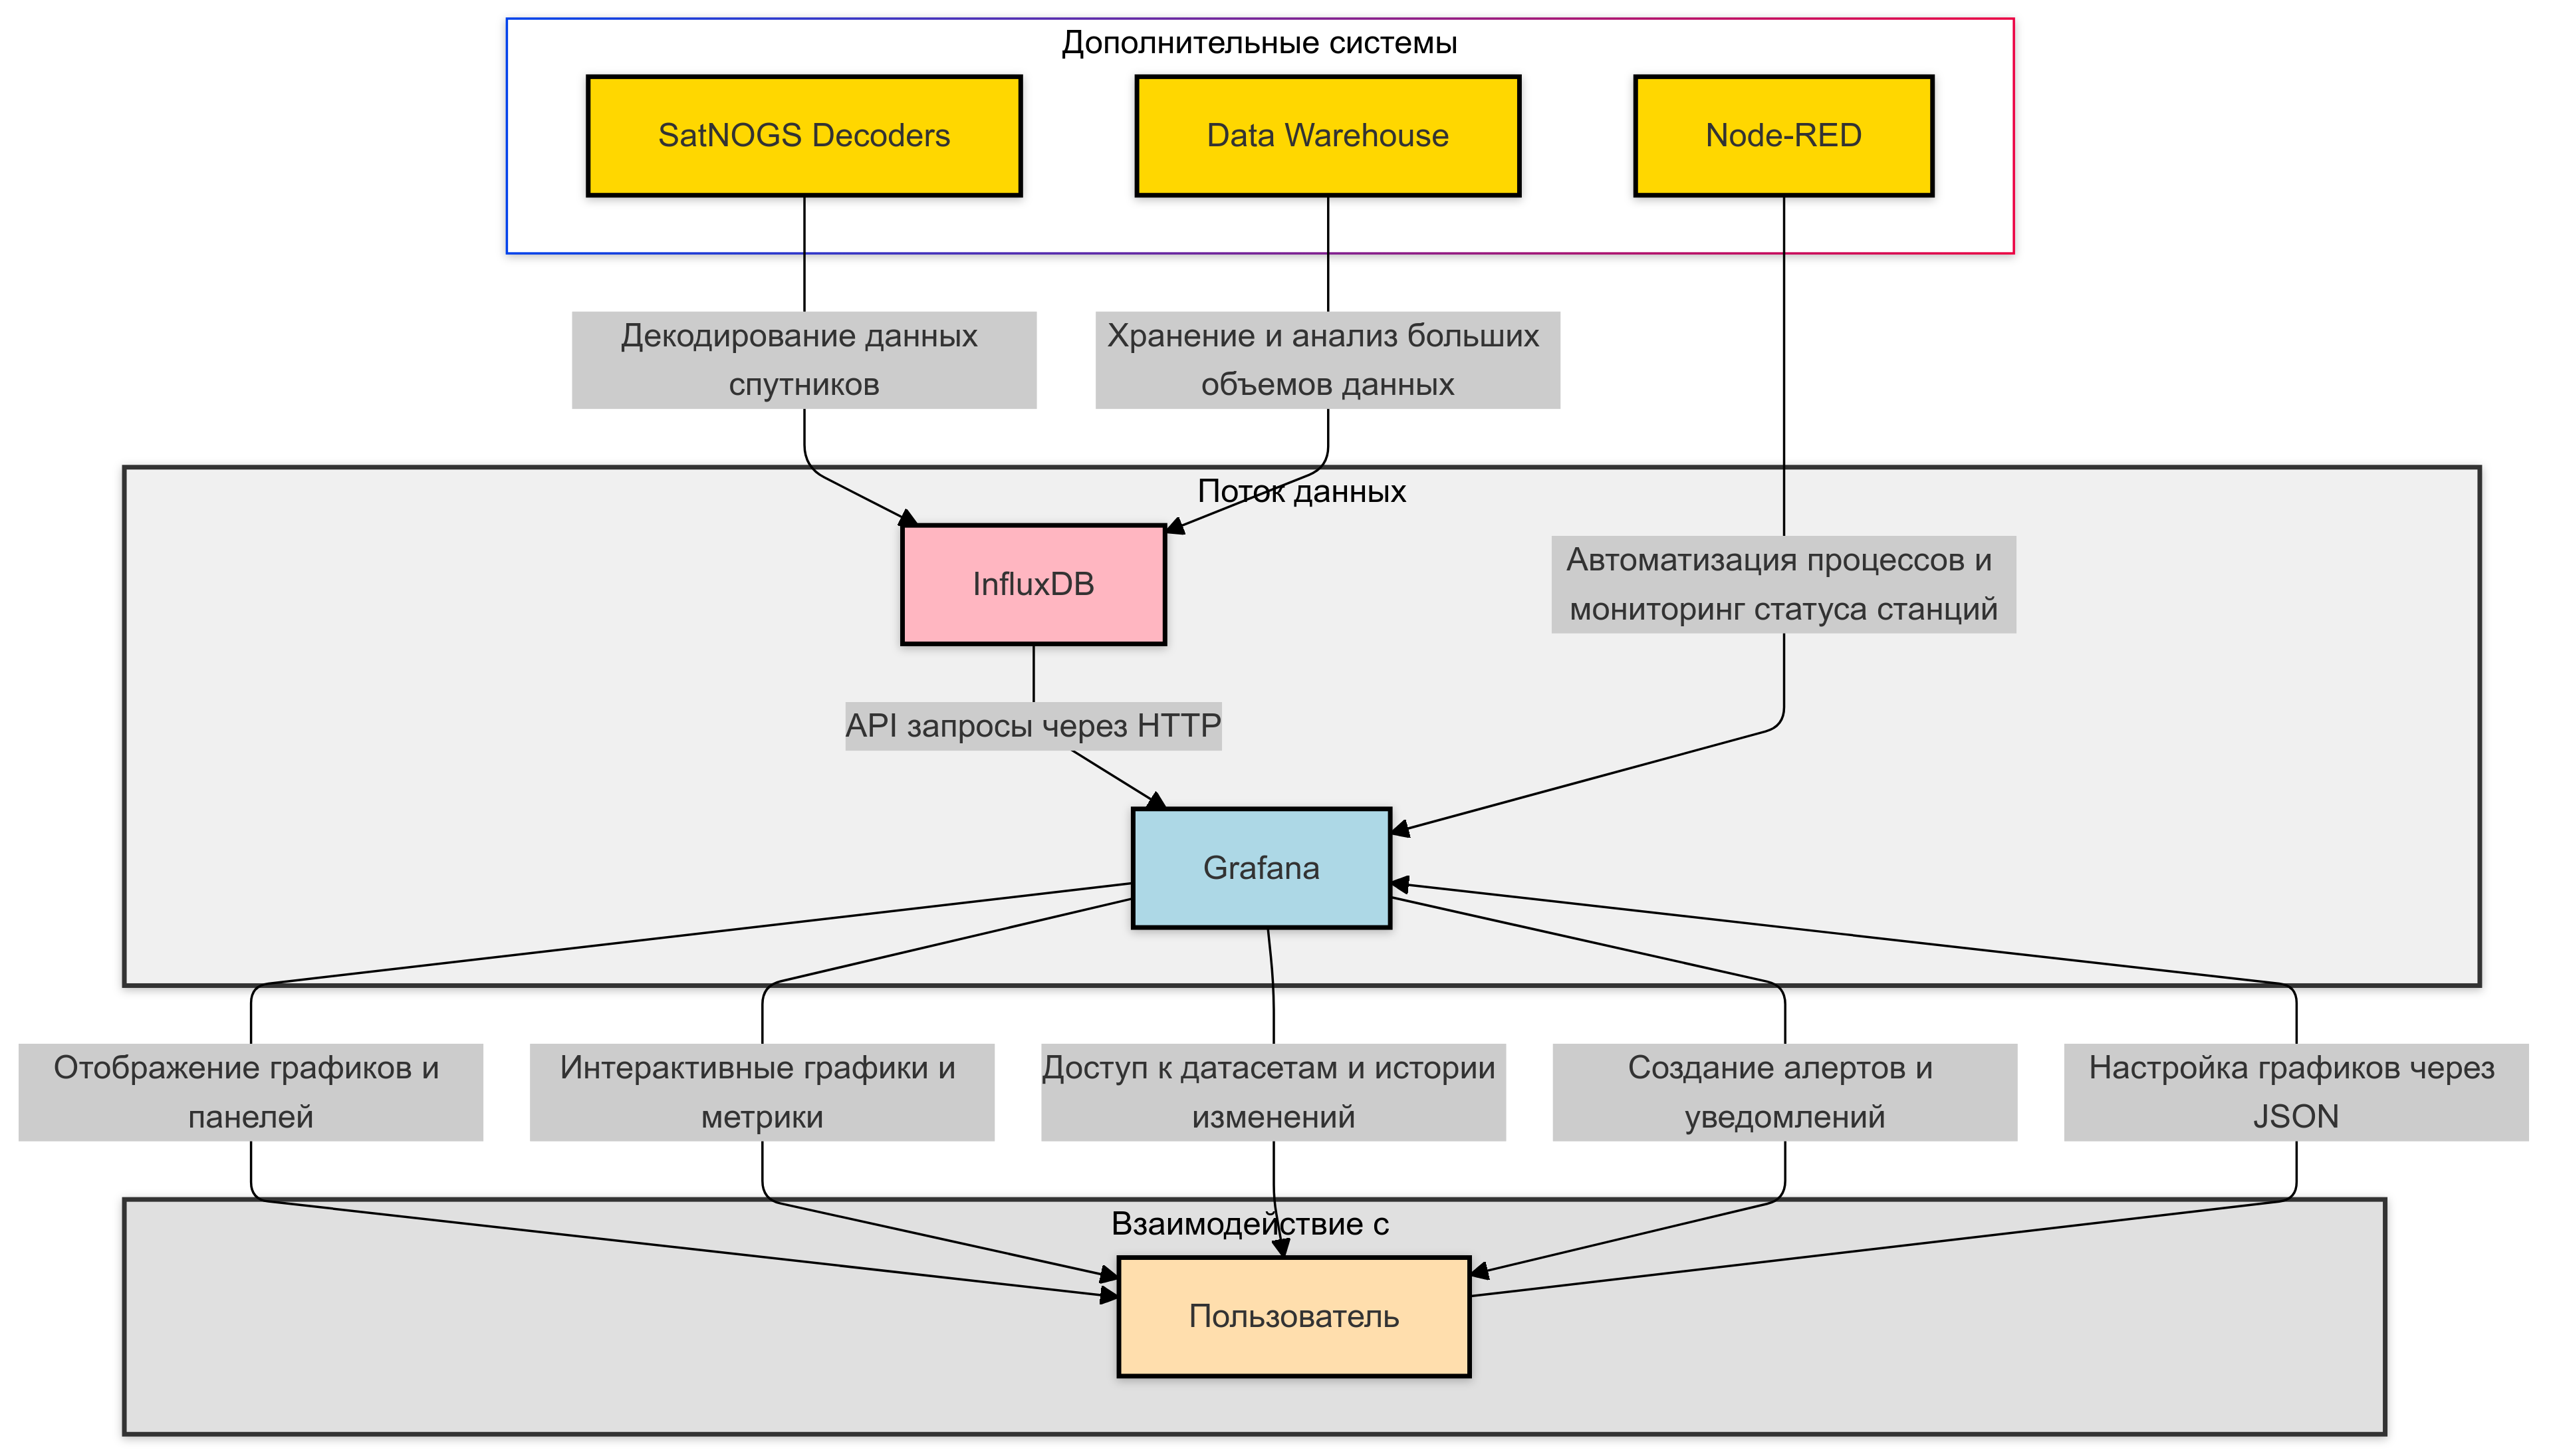 Дополнительные системы
SatNOGS Decoders
Data Warehouse
Node-RED
Декодирование данных
спутников
Хранение и анализ больших
объемов данных
Поток данных
Автоматизация процессов и
мониторинг статуса станций
InfluxDB
API запросы через HTTP
Grafana
Отображение графиков и
панелей
Интерактивные графики и
метрики
Доступ к датасетам и истории
изменений
Создание алертов и
уведомлений
Настройка графиков через
JSON
Взаимодействие с
Пользователь